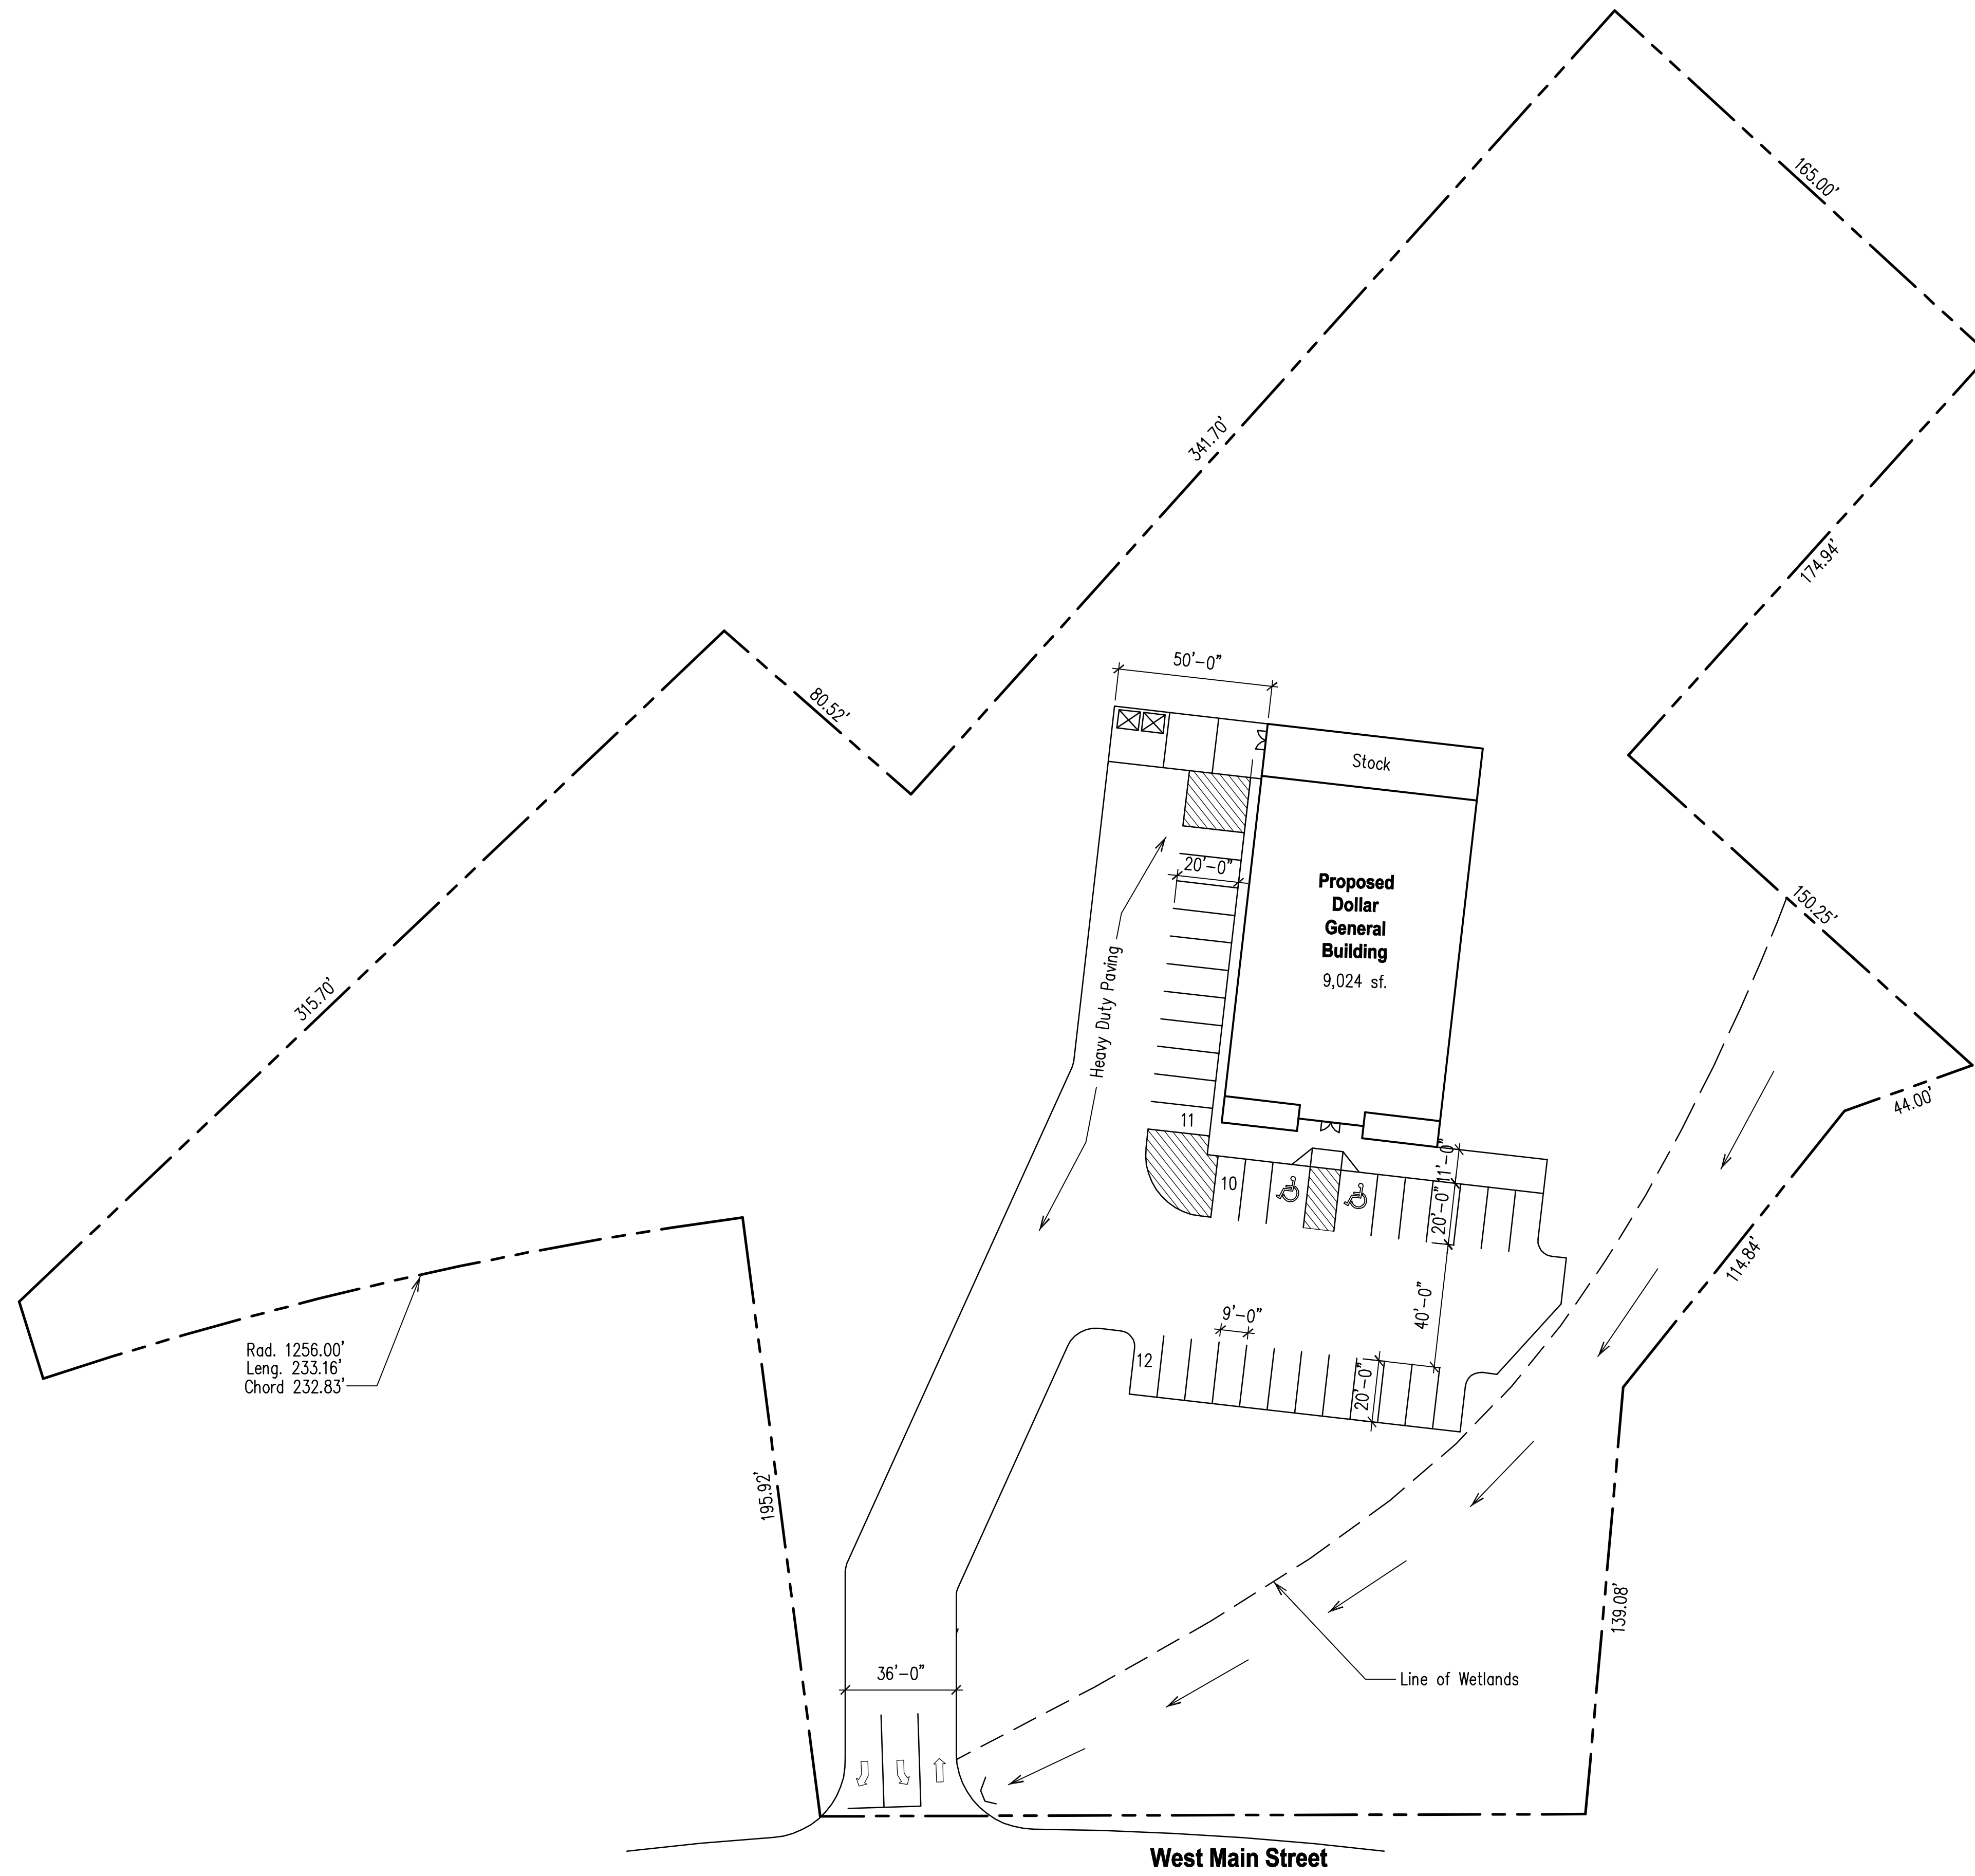 165.00'
341.70'
174.94'
50'-0"
80.52'
Stock
20'-0"
Proposed
Dollar
General
Building
9,024 sf.
150.25'
Heavy Duty Paving
315.70'
44.00'
11
11'-0"
10
20'-0"
114.84'
40'-0"
9'-0"
Rad. 1256.00'
Leng. 233.16'
Chord 232.83'
12
20'-0"
195.92'
139.08'
36'-0"
Line of Wetlands
West Main Street